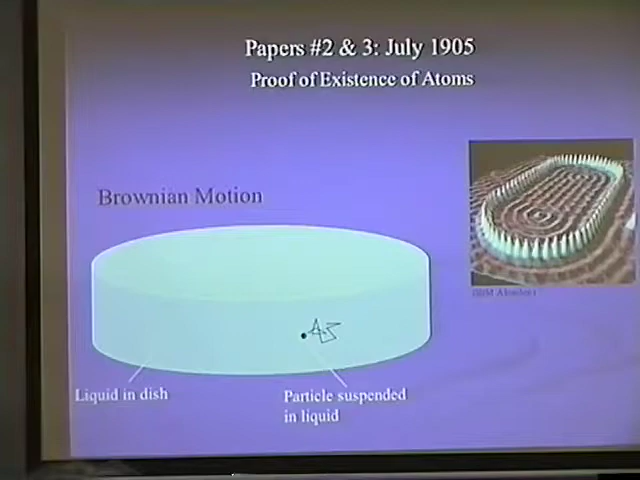 Papers #2 & 3: July 1905
Proof of Existence of Atoms
Brownian Motion
Liquid in dish
Particle suspended
in liquid